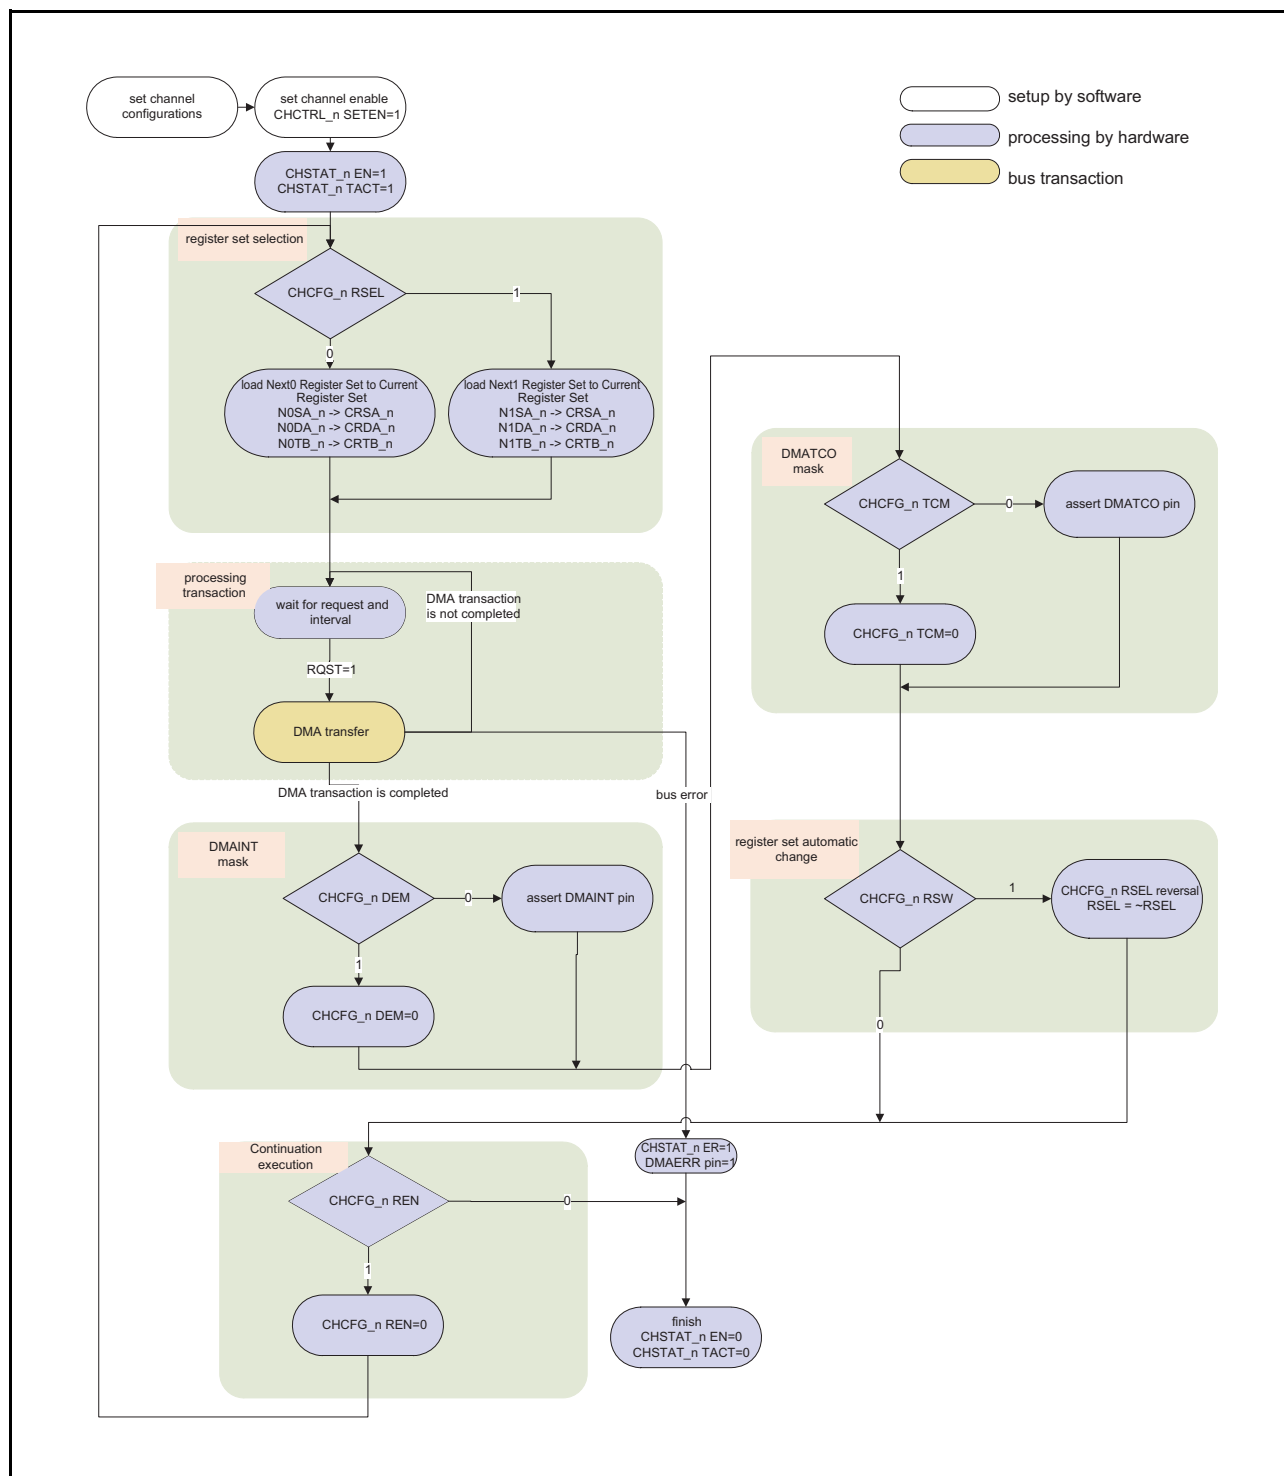 set channel
configurations
set channel enable
CHCTRL_n SETEN=1
setup by software
processing by hardware
bus transaction
CHSTAT_n EN=1
CHSTAT_n TACT=1
register set selection
CHCFG_n RSEL
1
0
load Next0 Register Set to Current
Register Set
N0SA_n -> CRSA_n
N0DA_n -> CRDA_n
N0TB_n -> CRTB_n
load Next1 Register Set to Current
Register Set
N1SA_n -> CRSA_n
N1DA_n -> CRDA_n
N1TB_n -> CRTB_n
processing
transaction
wait for request and
interval
DMA transaction
is not completed
RQST=1
DMA transfer
DMA transaction is completed
bus error
DMAINT
mask
CHCFG_n DEM
0
assert DMAINT pin
1
CHCFG_n DEM=0
DMATCO
mask
CHCFG_n TCM
0
assert DMATCO pin
1
CHCFG_n TCM=0
register set automatic
change
CHCFG_n RSW
1
CHCFG_n RSEL reversal
RSEL = ~RSEL
0
Continuation
execution
CHCFG_n REN
0
1
CHCFG_n REN=0
CHSTAT_n ER=1
DMAERR pin=1
finish
CHSTAT_n EN=0
CHSTAT_n TACT=0